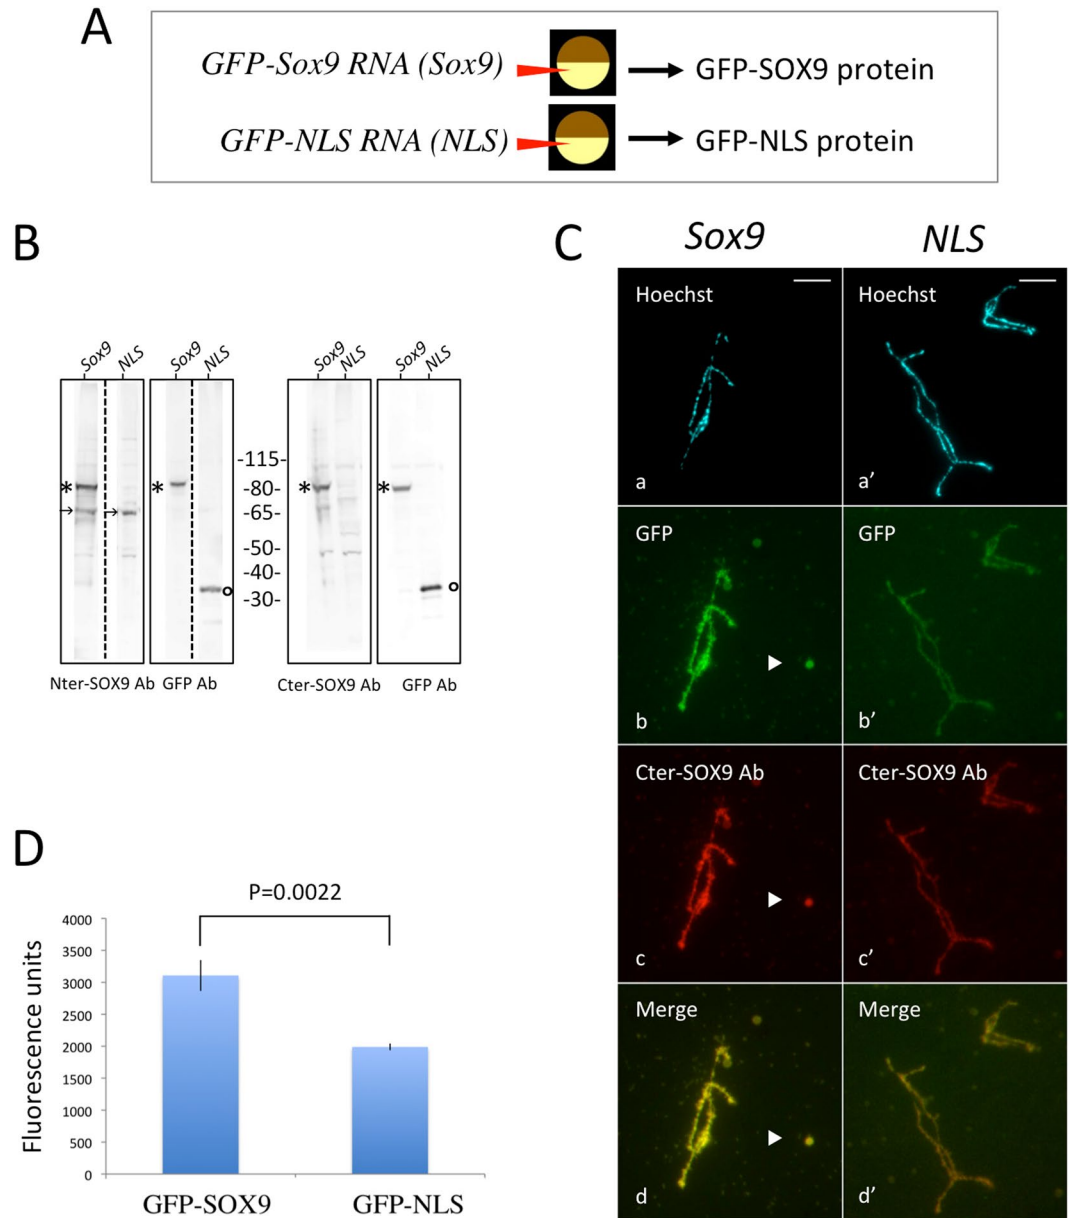 A
GFP-Sox9 RNA (Sox9)
GFP-SOX9 protein
GFP-NLS RNA (NLS)
GFP-NLS protein
B
Sox9 NLS Sox9 NLS Sox9 NLS Sox9 NLS
-115-
* * -80- * *
→ → -65-
-50-
-40-
o -30- o
Nter-SOX9 Ab GFP Ab Cter-SOX9 Ab GFP Ab
C
Sox9 NLS
Hoechst Hoechst
a a’
GFP GFP
b b’
Cter-SOX9 Ab Cter-SOX9 Ab
c c’
Merge Merge
d d’
D
P=0.0022
Fluorescence units
4000
3500
3000
2500
2000
1500
1000
500
0
GFP-SOX9 GFP-NLS